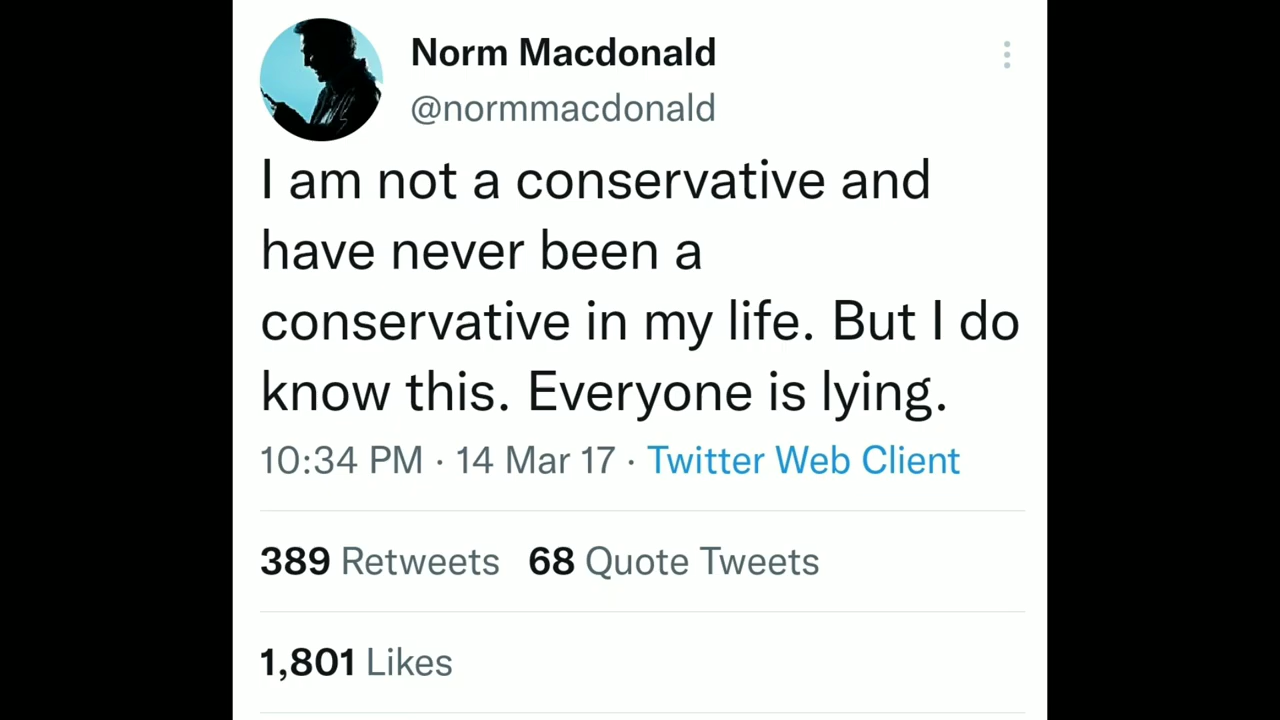 Norm Macdonald
@normmacdonald
I am not a conservative and
have never been a
conservative in my life. But I do
know this. Everyone is lying.
10:34 PM · 14 Mar 17 · Twitter Web Client
389 Retweets 68 Quote Tweets
1,801 Likes